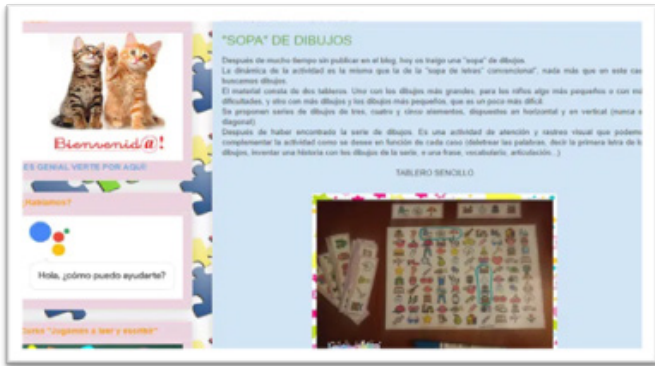 Bienvenid@!
ES GENIAL VERTE POR AQUÍ!
¿Hablamos?
Hola, ¿cómo puedo ayudarte?
Curso "Jugamos a leer y escribir"
"SOPA" DE DIBUJOS
Después de mucho tiempo sin publicar en el blog, hoy os traigo una "sopa" de dibujos.
La dinámica de la actividad es la misma que la de la "sopa de letras" convencional", nada más que en este cas
buscamos dibujos.
El material consta de dos tableros. Uno con los dibujos más grandes, para los niños algo más pequeños o con má
dificultades, y otro con más dibujos y los dibujos más pequeños, que es un poco más difícil.
Se proponen series de dibujos de tres, cuatro y cinco elementos, dispuestos en horizontal y en vertical (nunca e
diagonal).
Después de haber encontrado la serie de dibujos. Es una actividad de atención y rastreo visual que podemo
complementar la actividad como se desee en función de cada caso (deletrear las palabras, decir la primera letra de lo
dibujos, inventar una historia con los dibujos de la serie, o una frase, vocabulario, articulación...)
TABLERO SENCILLO